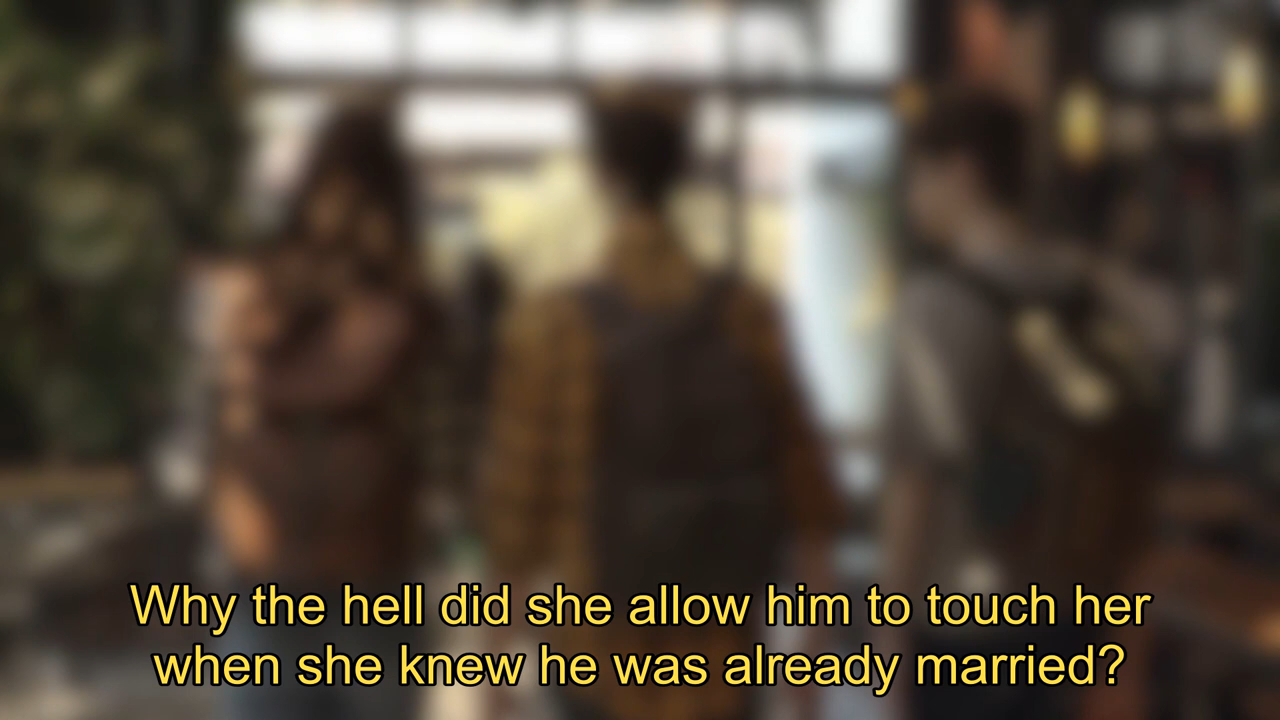 Why the hell did she allow him to touch her
when she knew he was already married?